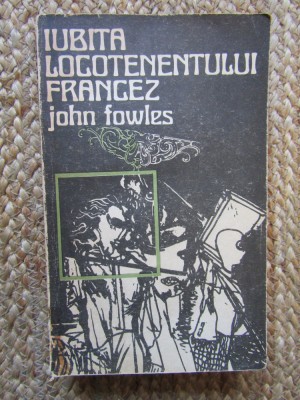 IUBITA
LOGOTENENTULUI
FRANCEZ
john fowles